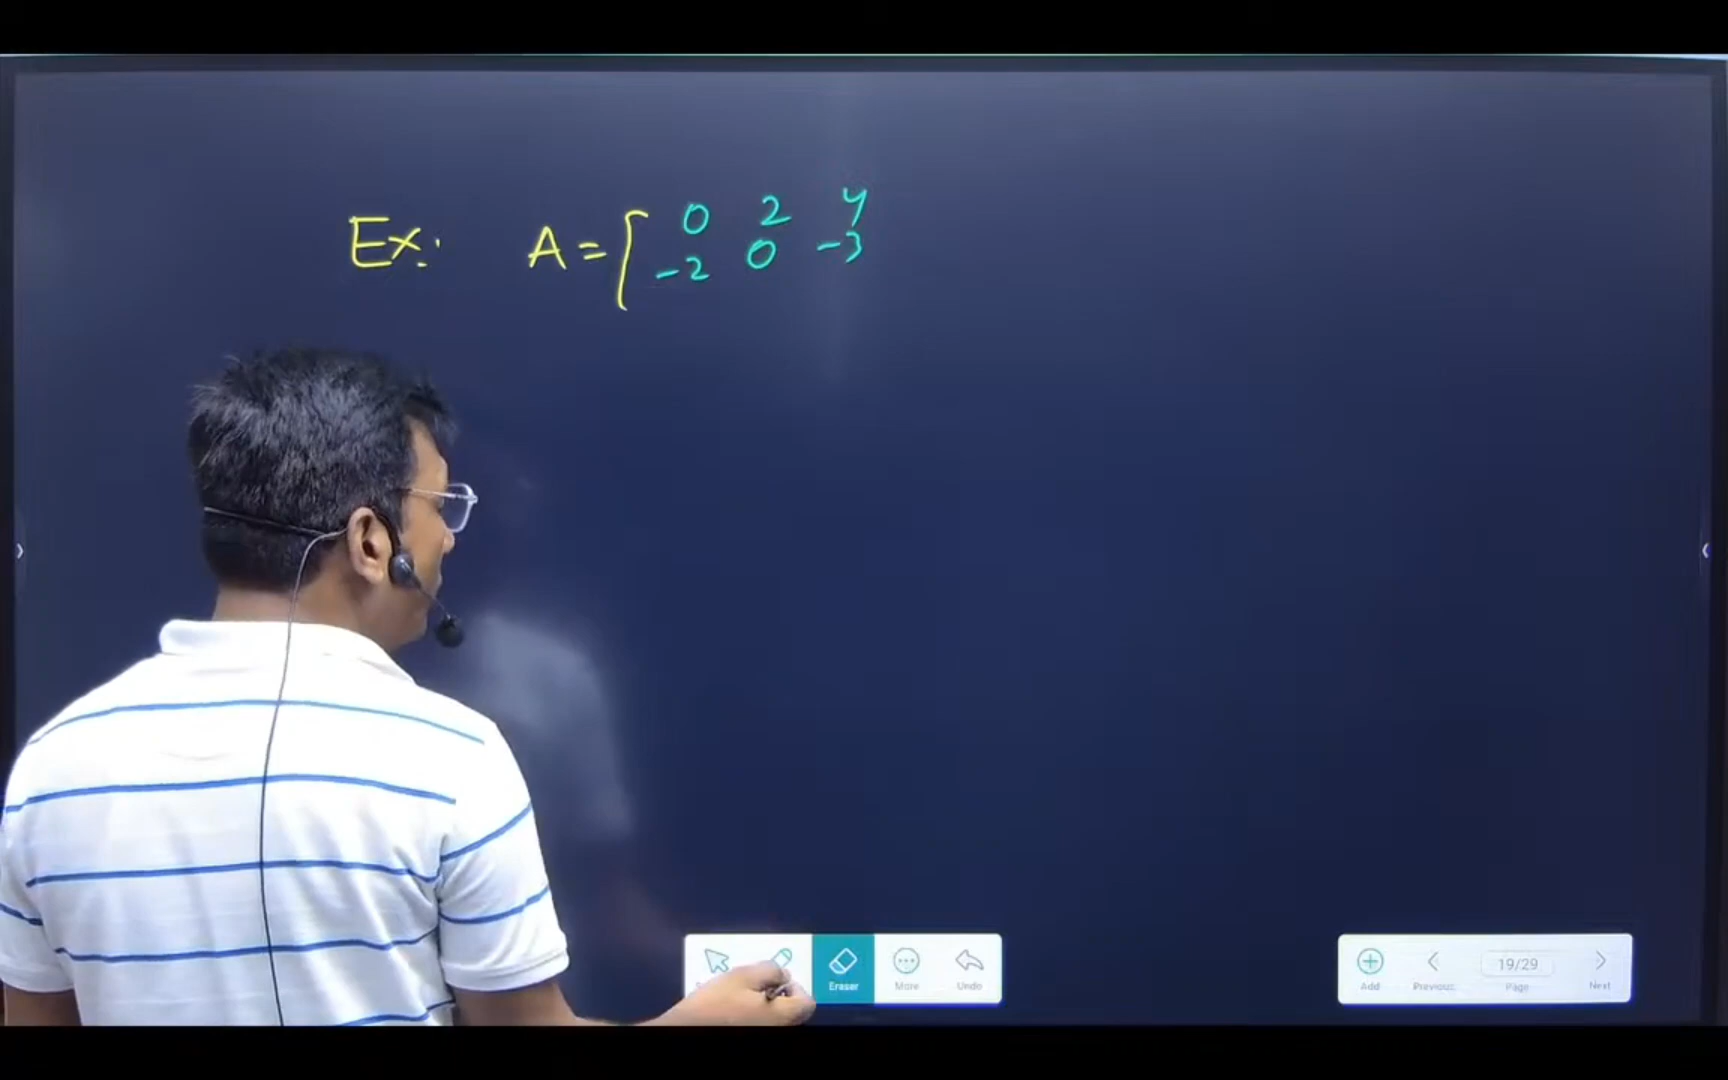 Ex: A = [ 0 2 4
-2 0 -3
Eraser More Undo
Add Previous 19/29 Page Next